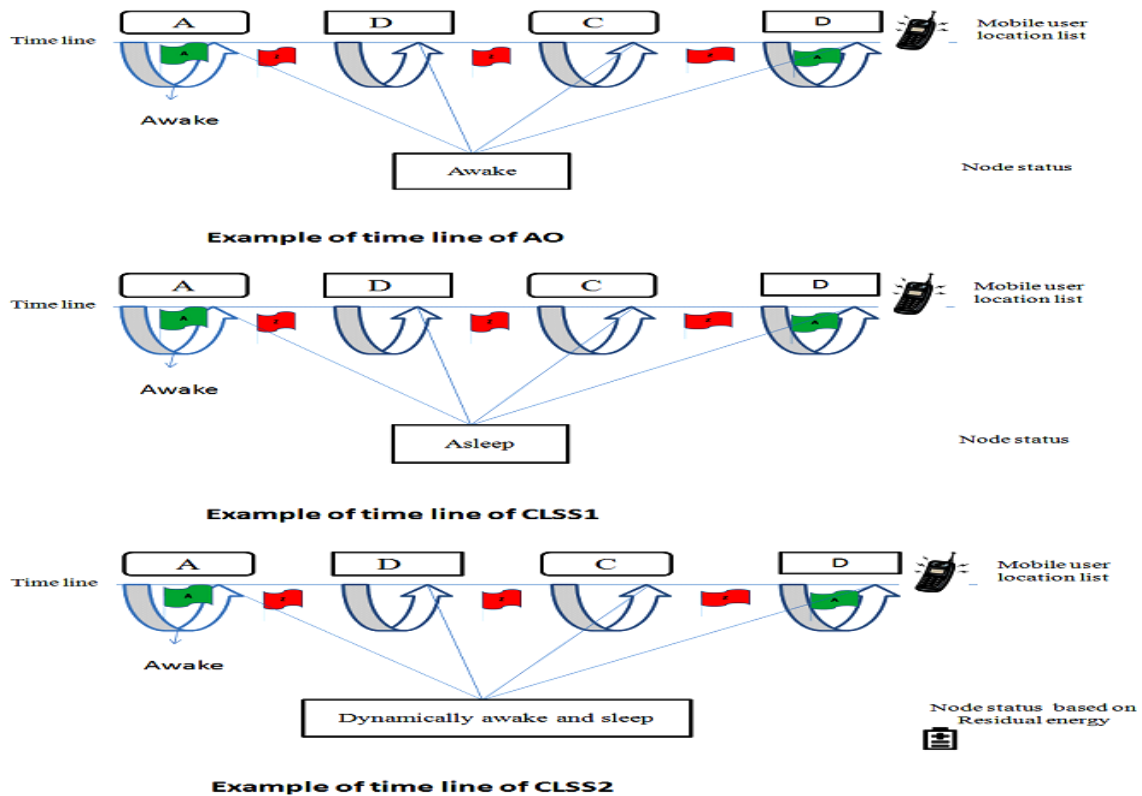 A D C D
Time line
Mobile user
location list
A
A
Awake
Awake
Node status
Example of time line of AO
A D C D
Time line
Mobile user
location list
A
A
Awake
Asleep
Node status
Example of time line of CLSS1
A D C D
Time line
Mobile user
location list
A
A
Awake
Dynamically awake and sleep
Node status based on
Residual energy
Example of time line of CLSS2